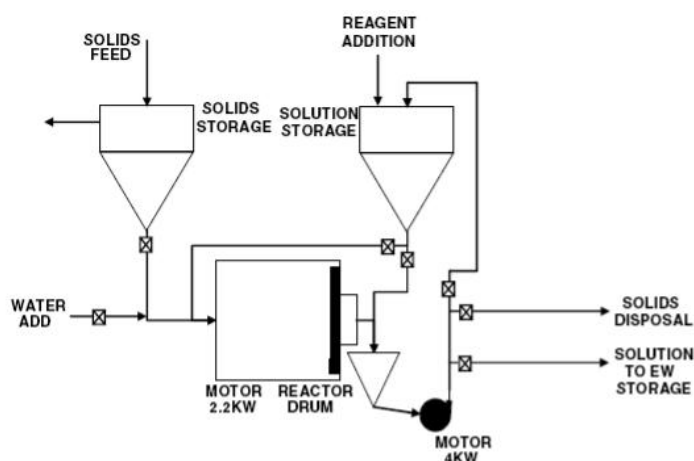 SOLIDS
FEED
REAGENT
ADDITION
SOLIDS
STORAGE
SOLUTION
STORAGE
WATER
ADD
MOTOR
2.2KW
REACTOR
DRUM
SOLIDS
DISPOSAL
SOLUTION
TO EW
STORAGE
MOTOR
4KW